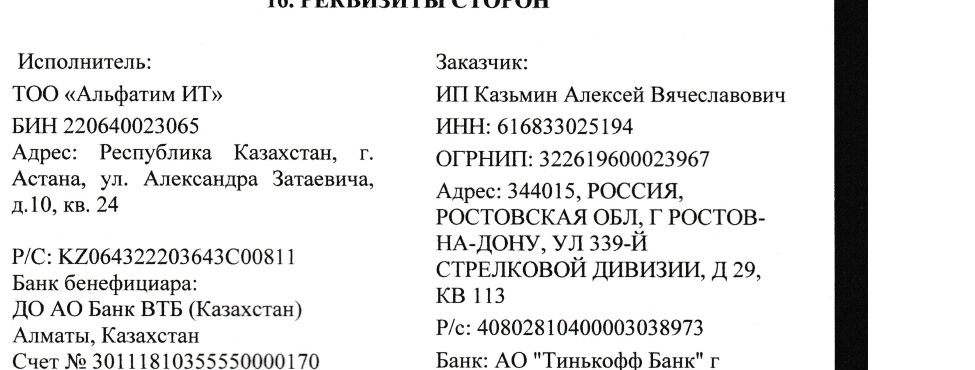 16. РЕКВИЗИТЫ СТОРОН
Исполнитель:
ТОО «Альфатим ИТ»
БИН 220640023065
Адрес: Республика Казахстан, г.
Астана, ул. Александра Затаевича,
д.10, кв. 24
Р/С: KZ064322203643C00811
Банк бенефициара:
ДО АО Банк ВТБ (Казахстан)
Алматы, Казахстан
Счет № 30111810355550000170
Заказчик:
ИП Казьмин Алексей Вячеславович
ИНН: 616833025194
ОГРНИП: 322619600023967
Адрес: 344015, РОССИЯ,
РОСТОВСКАЯ ОБЛ, Г РОСТОВ-
НА-ДОНУ, УЛ 339-Й
СТРЕЛКОВОЙ ДИВИЗИИ, Д 29,
КВ 113
Р/с: 40802810400003038973
Банк: АО "Тинькофф Банк" г